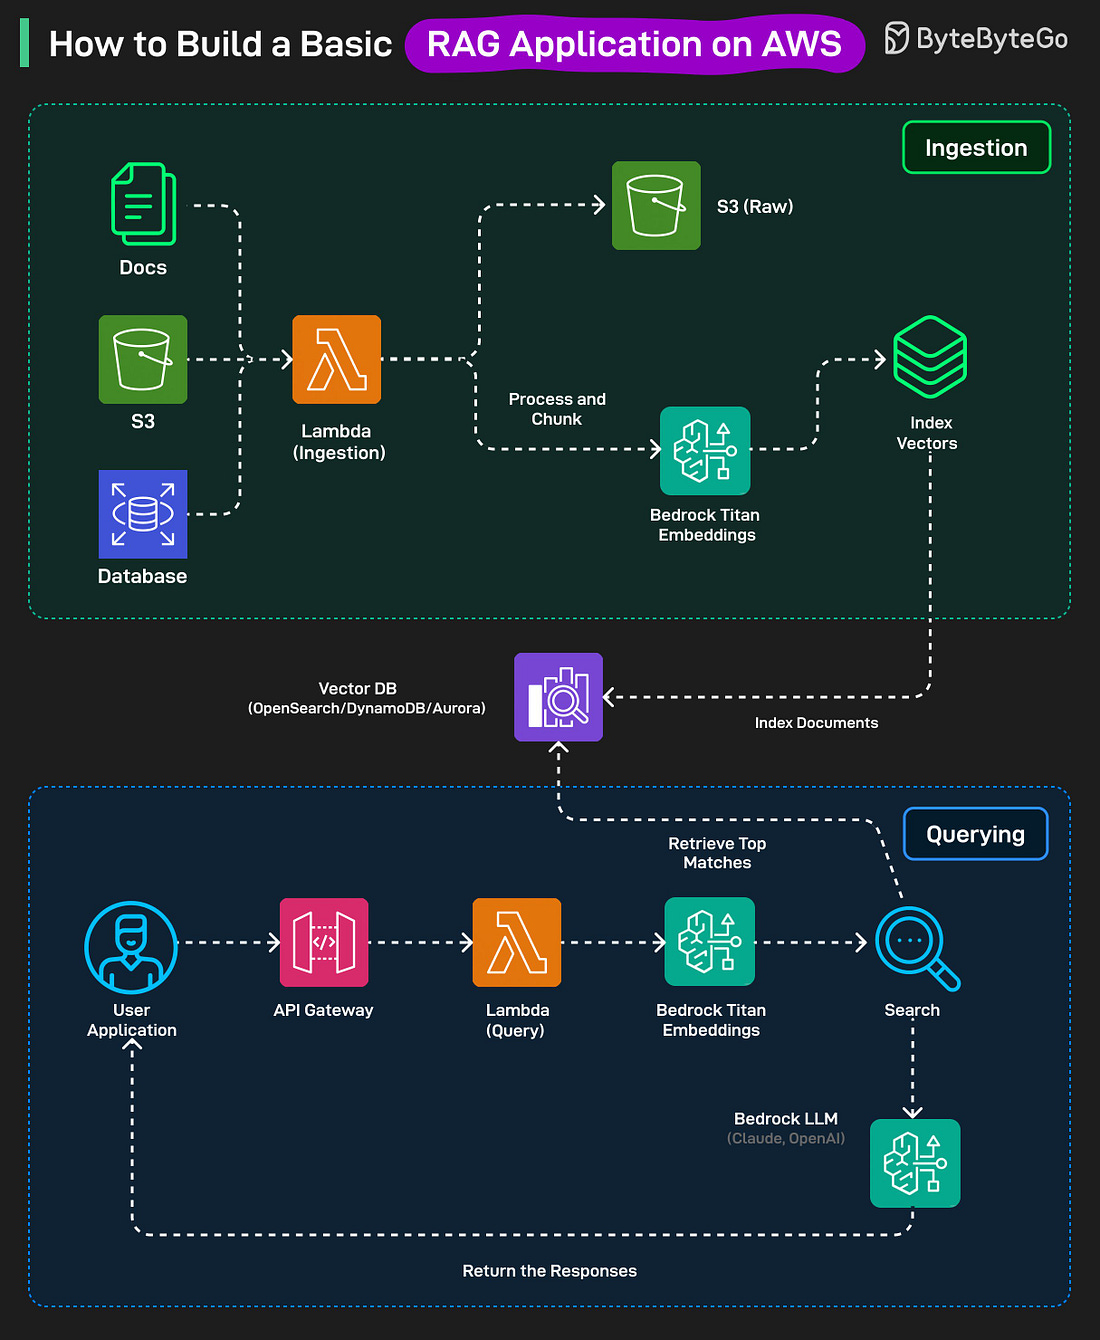 How to Build a Basic RAG Application on AWS
ByteByteGo
Ingestion
Docs
S3 (Raw)
S3
Lambda
(Ingestion)
Process and
Chunk
Index
Vectors
Bedrock Titan
Embeddings
Database
Vector DB
(OpenSearch/DynamoDB/Aurora)
Index Documents
Querying
Retrieve Top
Matches
</>
User
Application
API Gateway
Lambda
(Query)
Bedrock Titan
Embeddings
Search
Bedrock LLM
(Claude, OpenAI)
Return the Responses